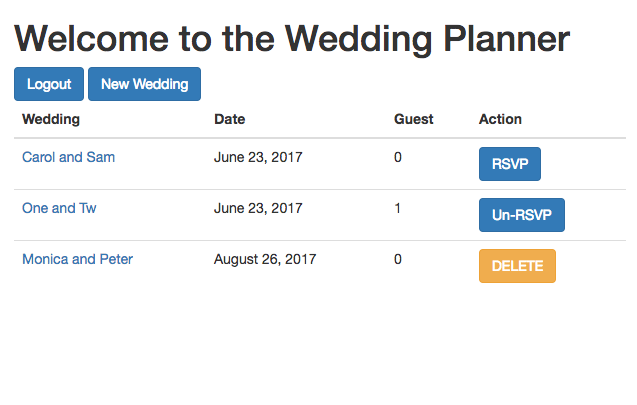 Welcome to the Wedding Planner
Logout New Wedding
Wedding Date Guest Action
Carol and Sam June 23, 2017 0 RSVP
One and Tw June 23, 2017 1 Un-RSVP
Monica and Peter August 26, 2017 0 DELETE